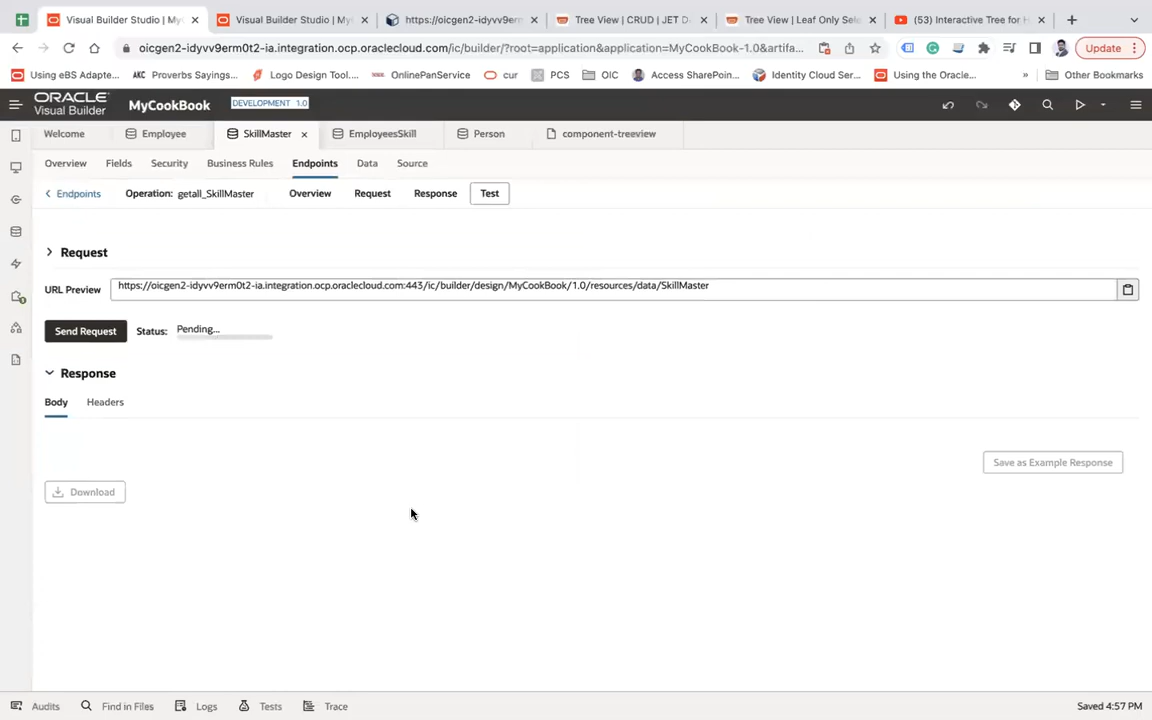 Visual Builder Studio | My
Visual Builder Studio | My
https://oicgen2-idyvv9erm
Tree View | CRUD | JET D
Tree View | Leaf Only Sele
(53) Interactive Tree for H
oicgen2-idyvv9erm0t2-ia.integration.ocp.oraclecloud.com/ic/builder/?root=application&application=MyCookBook-1.0&artifa...
Update
Using eBS Adapte...
AKC Proverbs Sayings...
Logo Design Tool....
OnlinePanService
cur
PCS
OIC
Access SharePoin...
Identity Cloud Ser...
Using the Oracle...
»
Other Bookmarks
ORACLE
Visual Builder
MyCookBook
DEVELOPMENT 1.0
Welcome
Employee
SkillMaster
EmployeesSkill
Person
component-treeview
Overview
Fields
Security
Business Rules
Endpoints
Data
Source
Endpoints
Operation: getall_SkillMaster
Overview
Request
Response
Test
Request
URL Preview
https://oicgen2-idyvv9erm0t2-ia.integration.ocp.oraclecloud.com:443/ic/builder/design/MyCookBook/1.0/resources/data/SkillMaster
Send Request
Status:
Pending...
Response
Body
Headers
Save as Example Response
Download
Audits
Find in Files
Logs
Tests
Trace
Saved 4:57 PM